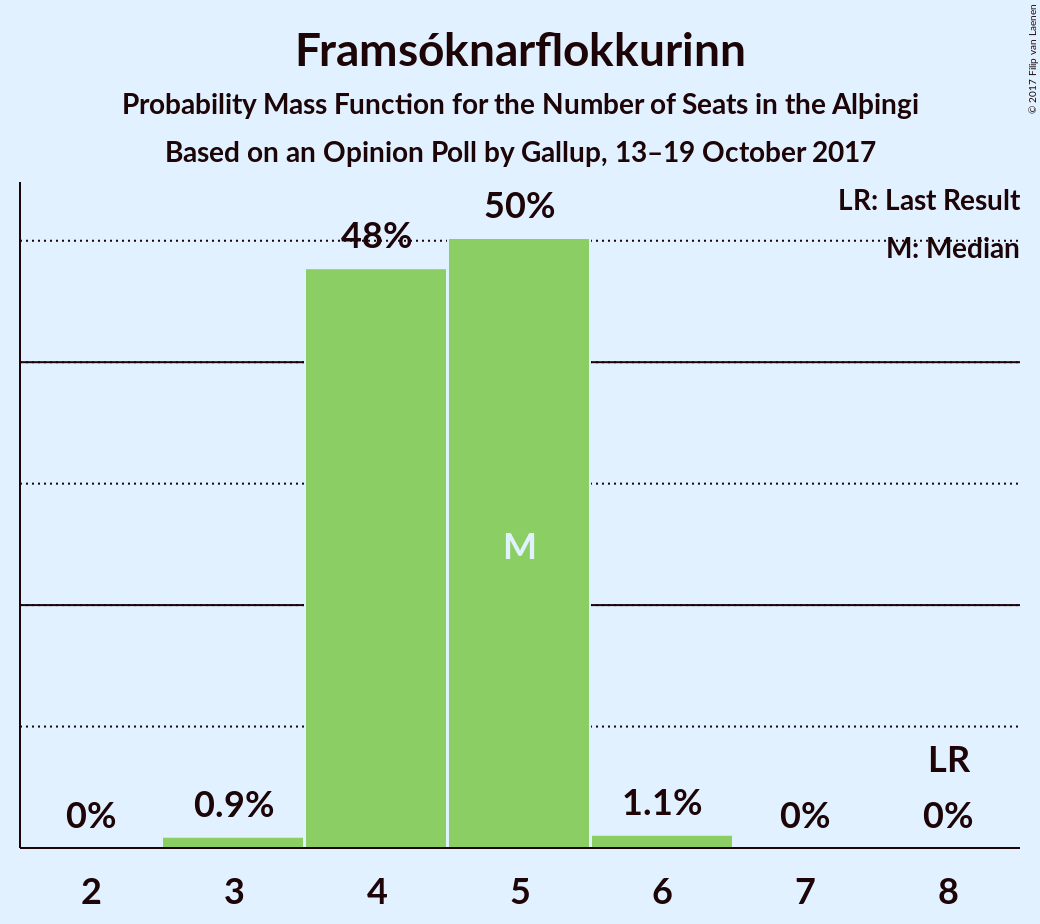 Framsóknarflokkurinn
Probability Mass Function for the Number of Seats in the Alþingi
Based on an Opinion Poll by Gallup, 13–19 October 2017
© 2017 Filip van Laenen
LR: Last Result
M: Median
0%
0.9%
48%
50%
1.1%
0%
0%
M
LR
2 3 4 5 6 7 8